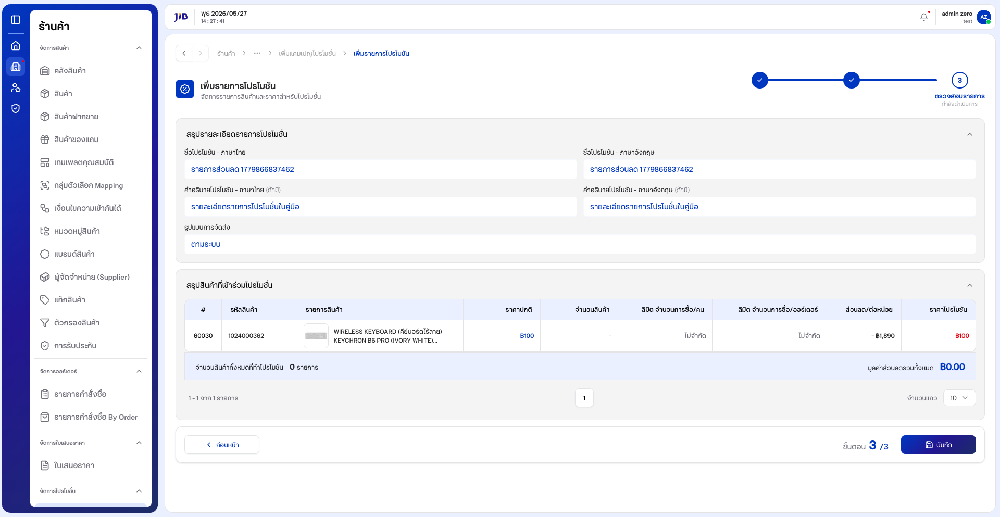 ร้านค้า
จัดการสินค้า
คลังสินค้า
สินค้า
สินค้าฝากขาย
สินค้าของแถม
เทมเพลตคุณสมบัติ
กลุ่มตัวเลือก Mapping
เงื่อนไขความเข้ากันได้
หมวดหมู่สินค้า
แบรนด์สินค้า
ผู้จัดจำหน่าย (Supplier)
แท็กสินค้า
ตัวกรองสินค้า
การรับประกัน
จัดการออร์เดอร์
รายการคำสั่งซื้อ
รายการคำสั่งซื้อ By Order
จัดการใบเสนอราคา
ใบเสนอราคา
จัดการโปรโมชั่น
JIB
พุธ 2026/05/27
14 : 27 : 41
admin zero
test
AZ
ร้านค้า
เพิ่มแคมเปญโปรโมชั่น
เพิ่มรายการโปรโมชัน
เพิ่มรายการโปรโมชัน
จัดการรายการสินค้าและราคาสำหรับโปรโมชั่น
3
ตรวจสอบรายการ
กำลังดำเนินการ
สรุปรายละเอียดรายการโปรโมชั่น
ชื่อโปรโมชัน - ภาษาไทย
รายการส่วนลด 1779866837462
ชื่อโปรโมชัน - ภาษาอังกฤษ
รายการส่วนลด 1779866837462
คำอธิบายโปรโมชัน - ภาษาไทย (ถ้ามี)
รายละเอียดรายการโปรโมชั่นในคู่มือ
คำอธิบายโปรโมชัน - ภาษาอังกฤษ (ถ้ามี)
รายละเอียดรายการโปรโมชั่นในคู่มือ
รูปแบบการจัดส่ง
ตามระบบ
สรุปสินค้าที่เข้าร่วมโปรโมชั่น
# รหัสสินค้า รายการสินค้า ราคาปกติ จำนวนสินค้า ลิมิต จำนวนการซื้อ/คน ลิมิต จำนวนการซื้อ/ออร์เดอร์ ส่วนลด/ต่อหน่วย ราคาโปรโมชัน
60030 1024000362 WIRELESS KEYBOARD (คีย์บอร์ดไร้สาย)
KEYCHRON B6 PRO (IVORY WHITE)... ฿100 - ไม่จำกัด ไม่จำกัด - ฿1,890 ฿100
จำนวนสินค้าทั้งหมดที่ทำโปรโมชัน 0 รายการ
มูลค่าส่วนลดรวมทั้งหมด ฿0.00
1 - 1 จาก 1 รายการ
1
จำนวนแถว 10
ก่อนหน้า
ขั้นตอน 3 /3
บันทึก